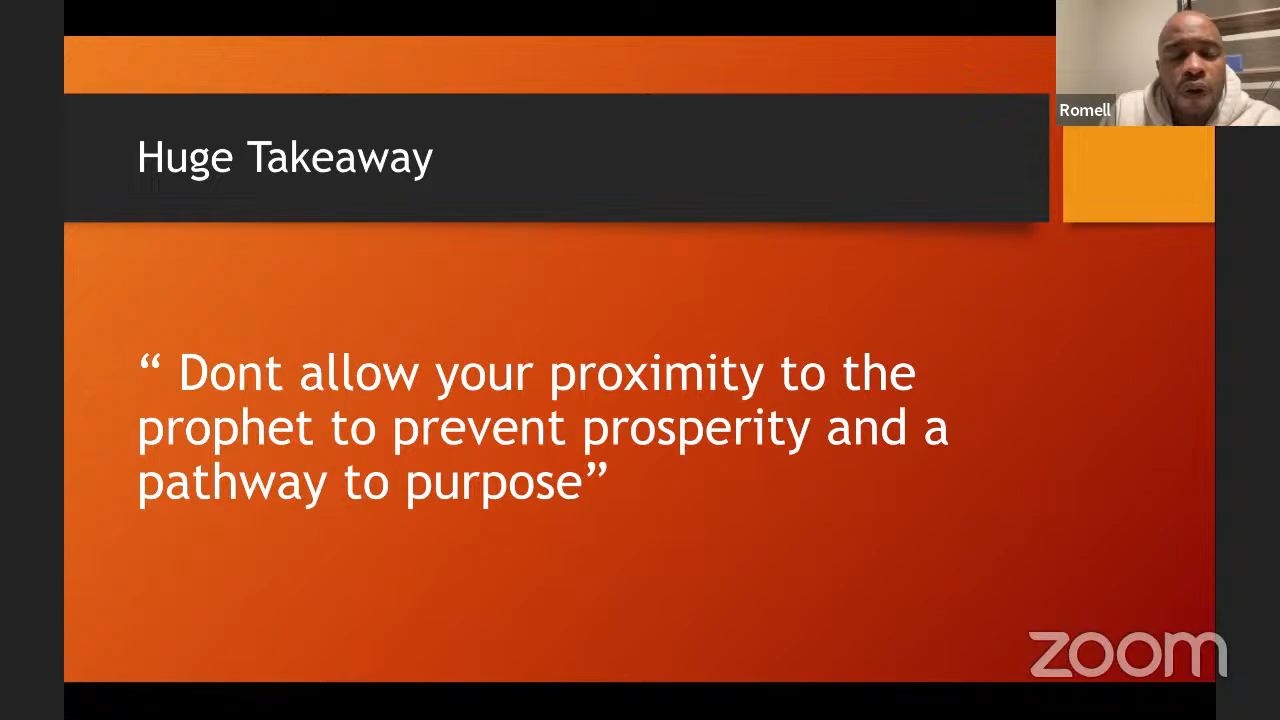 Romell
Huge Takeaway
“ Dont allow your proximity to the
prophet to prevent prosperity and a
pathway to purpose”
zoom